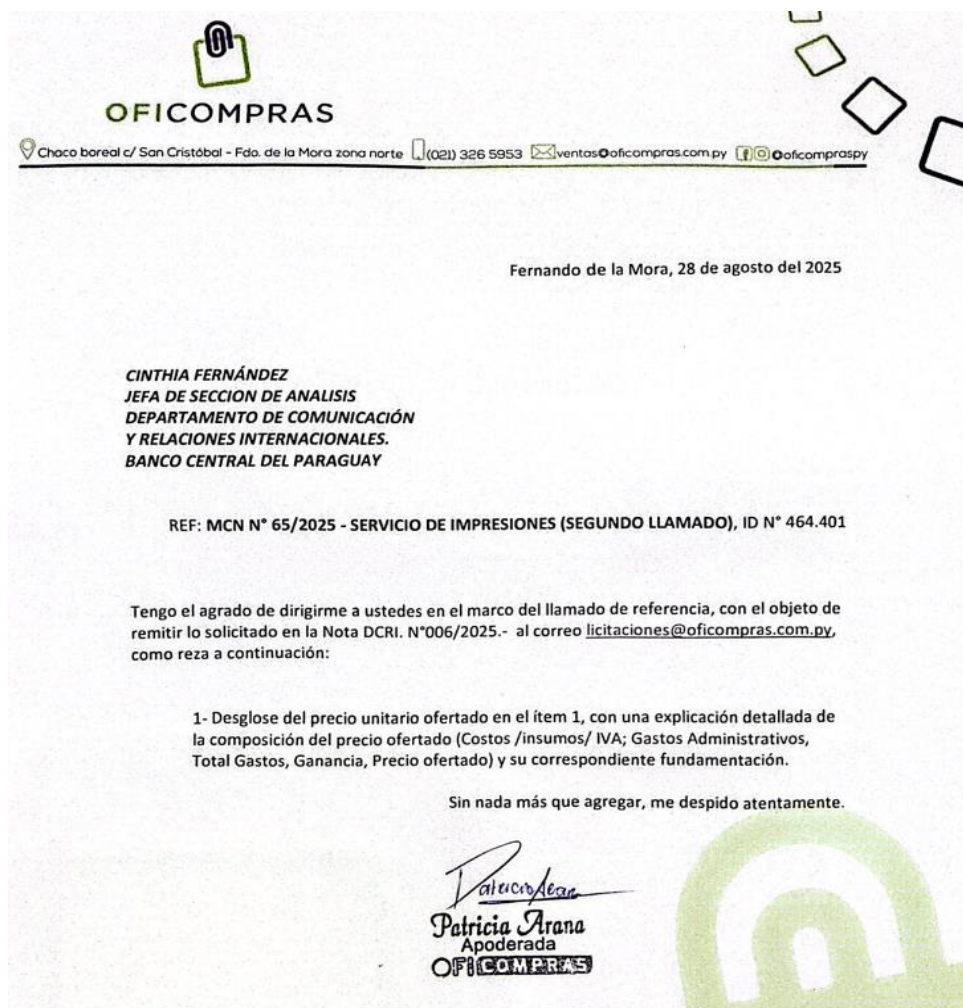 OFICOMPRAS
Chaco boreal c/ San Cristóbal - Fdo. de la Mora zona norte (021) 326 5953 ventas@oficompras.com.py @oficompraspy
Fernando de la Mora, 28 de agosto del 2025
CINTHIA FERNÁNDEZ
JEFA DE SECCION DE ANALISIS
DEPARTAMENTO DE COMUNICACIÓN
Y RELACIONES INTERNACIONALES.
BANCO CENTRAL DEL PARAGUAY
REF: MCN N° 65/2025 - SERVICIO DE IMPRESIONES (SEGUNDO LLAMADO), ID N° 464.401
Tengo el agrado de dirigirme a ustedes en el marco del llamado de referencia, con el objeto de
remitir lo solicitado en la Nota DCRI. N°006/2025.- al correo licitaciones@oficompras.com.py,
como reza a continuación:
1- Desglose del precio unitario ofertado en el ítem 1, con una explicación detallada de
la composición del precio ofertado (Costos /insumos/ IVA; Gastos Administrativos,
Total Gastos, Ganancia, Precio ofertado) y su correspondiente fundamentación.
Sin nada más que agregar, me despido atentamente.
Patricia Arana
Apoderada
OFICOMPRAS